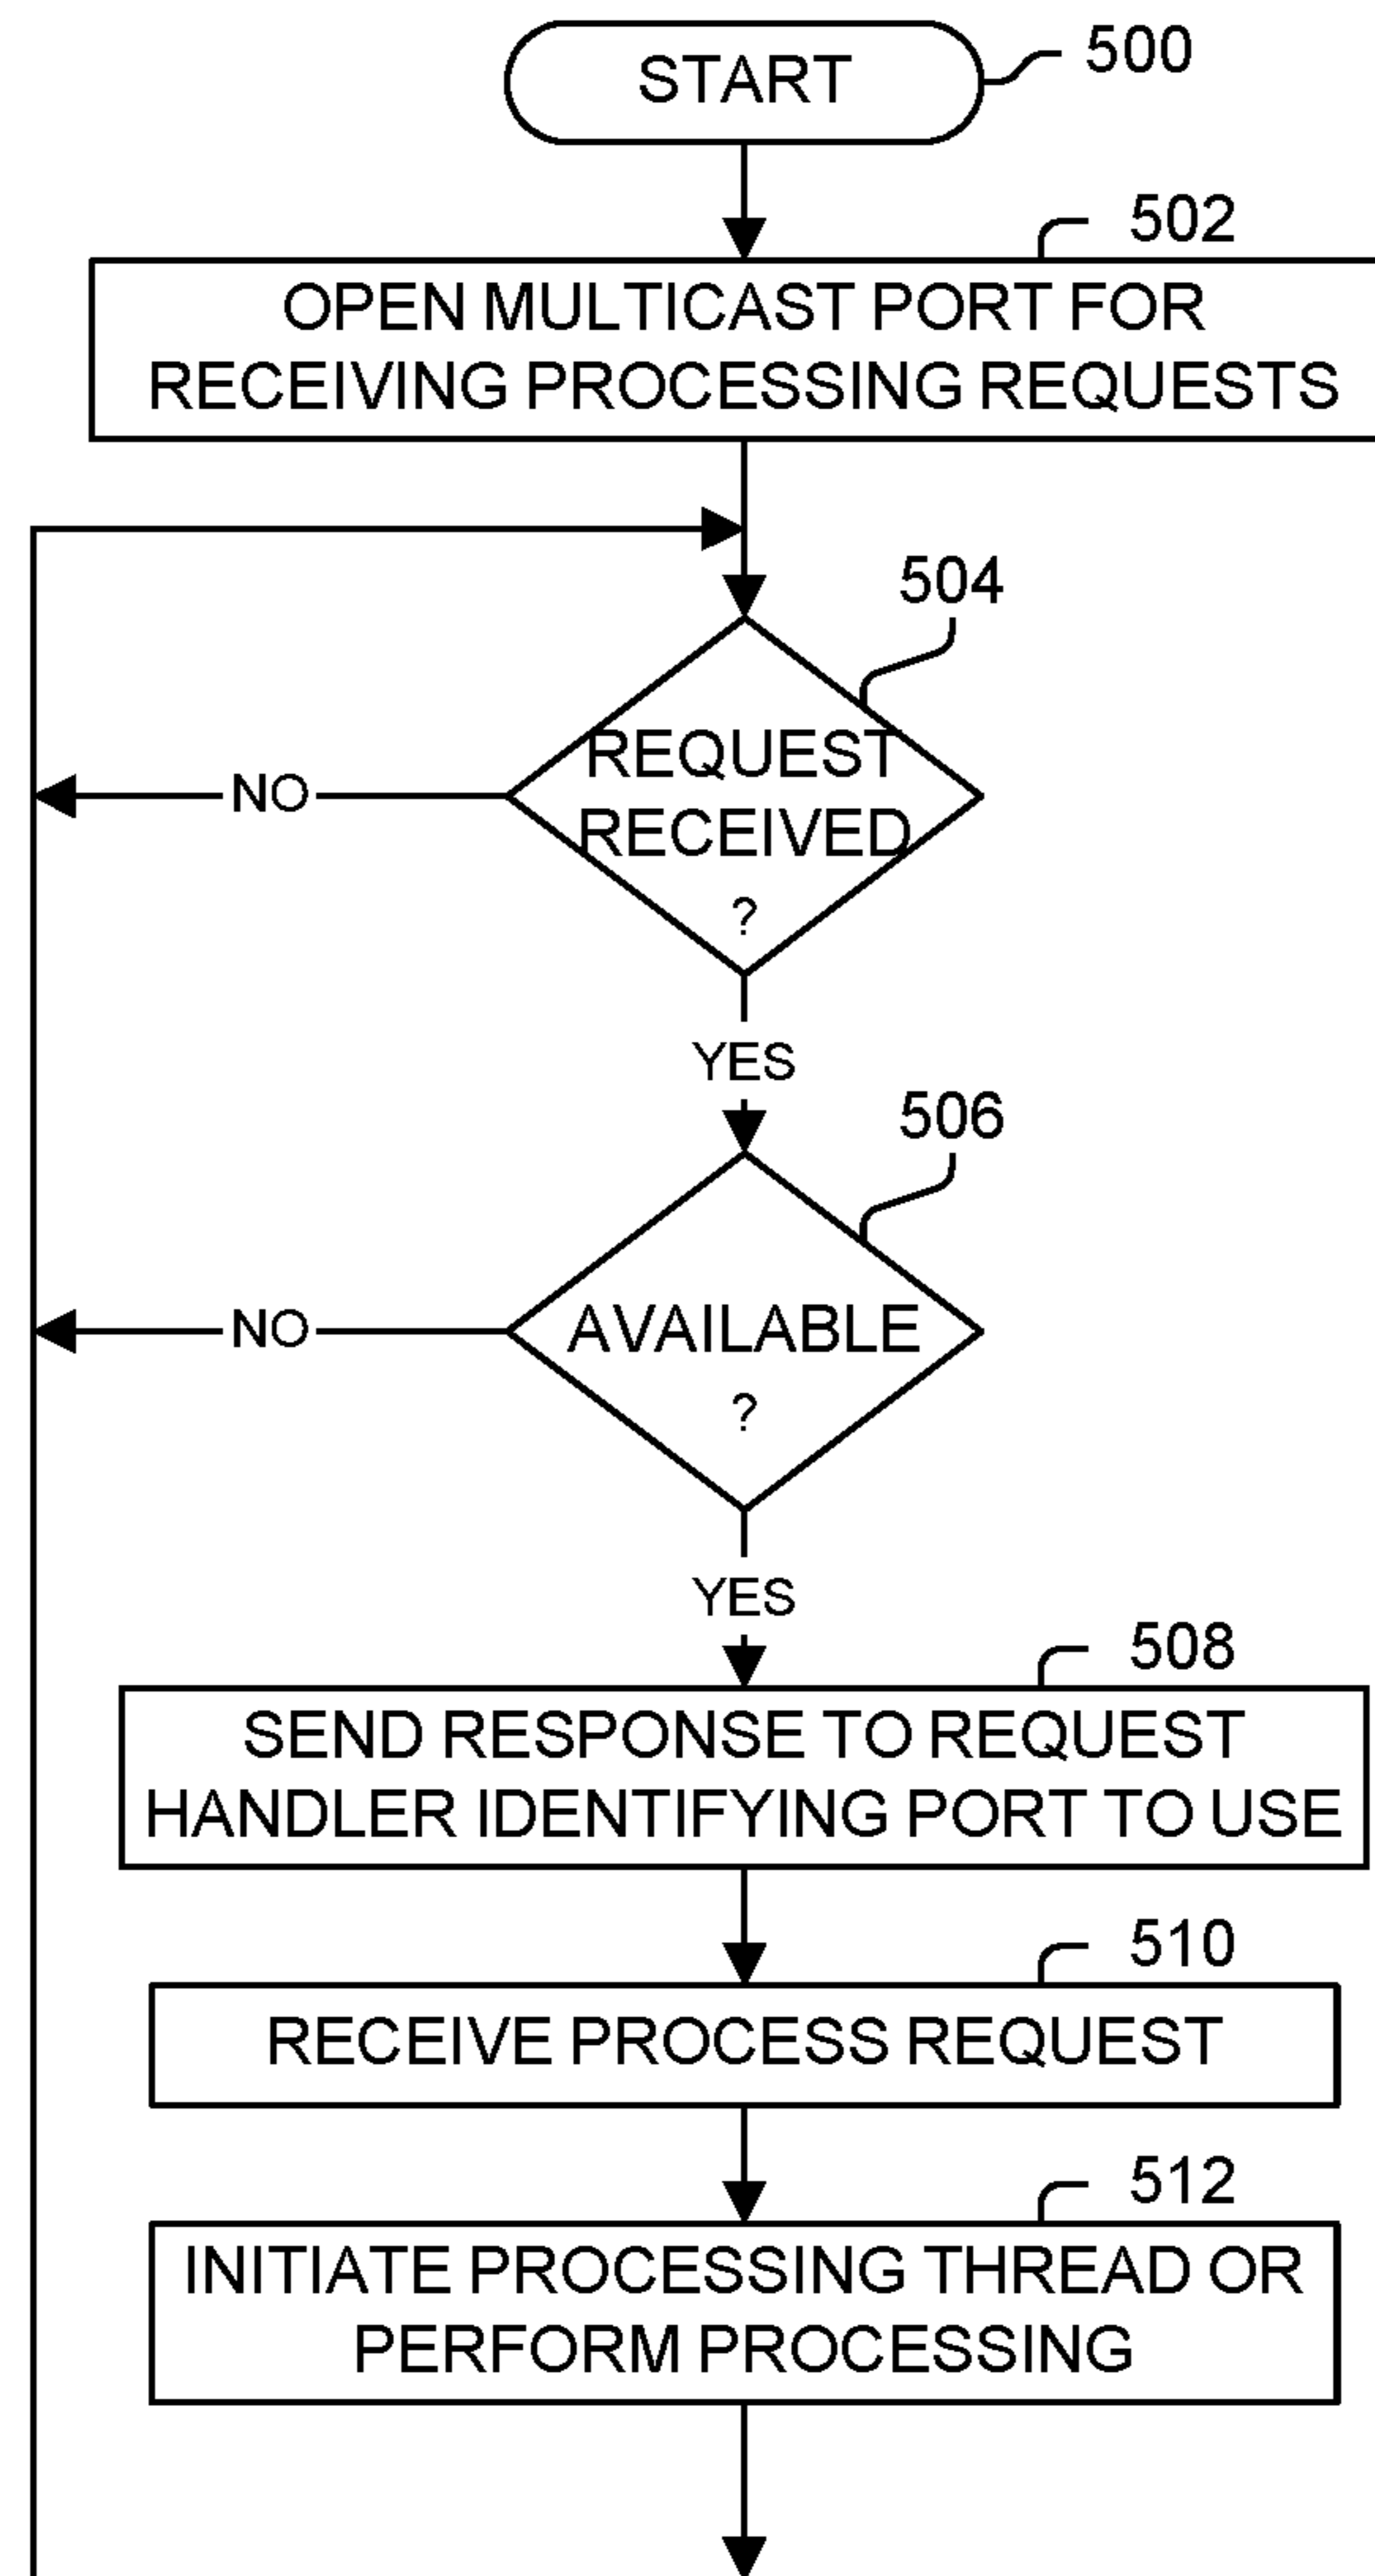 START
500
502
OPEN MULTICAST PORT FOR
RECEIVING PROCESSING REQUESTS
504
REQUEST
RECEIVED
?
NO
YES
506
AVAILABLE
?
NO
YES
508
SEND RESPONSE TO REQUEST
HANDLER IDENTIFYING PORT TO USE
510
RECEIVE PROCESS REQUEST
512
INITIATE PROCESSING THREAD OR
PERFORM PROCESSING